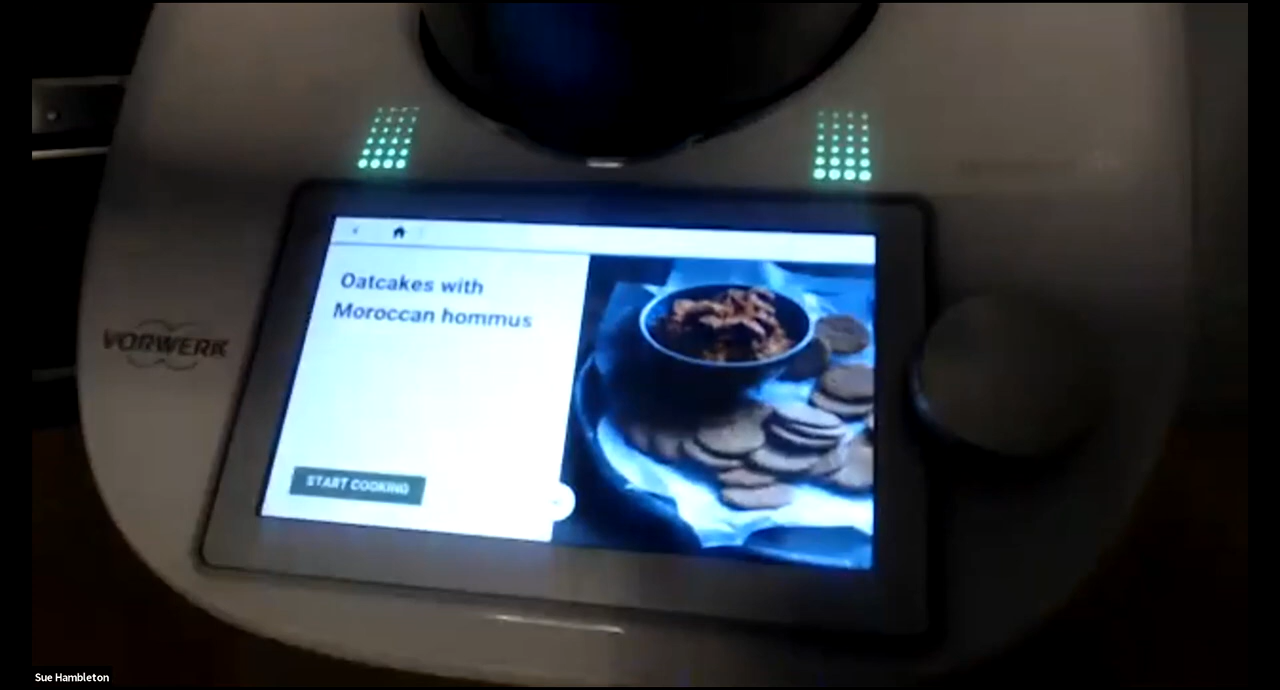 Oatcakes with
Moroccan hommus
VORWERK
START COOKING
Sue Hambleton